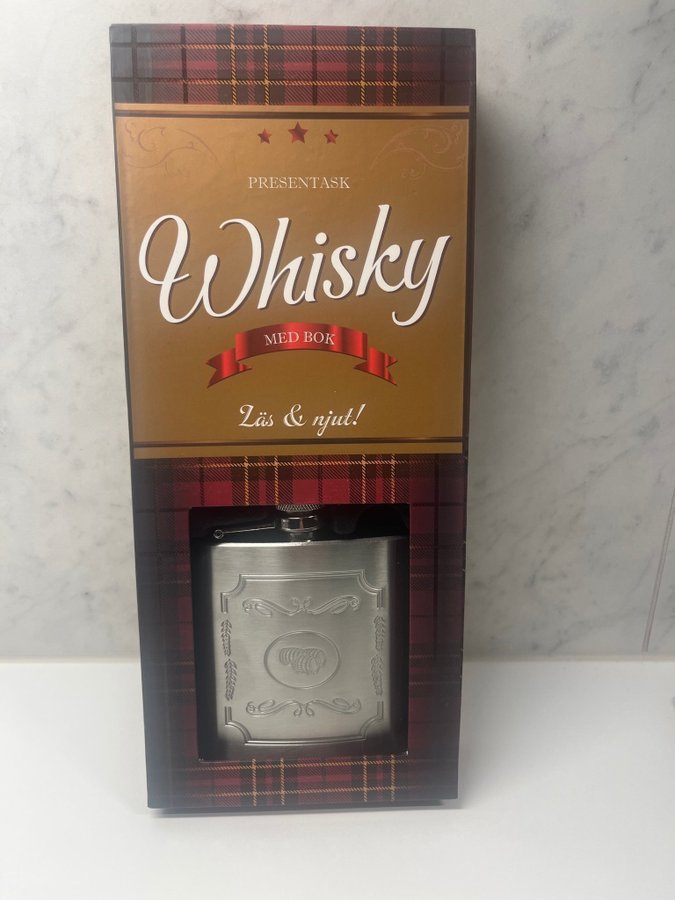 PRESENTASK
Whisky
MED BOK
Läs & njut!